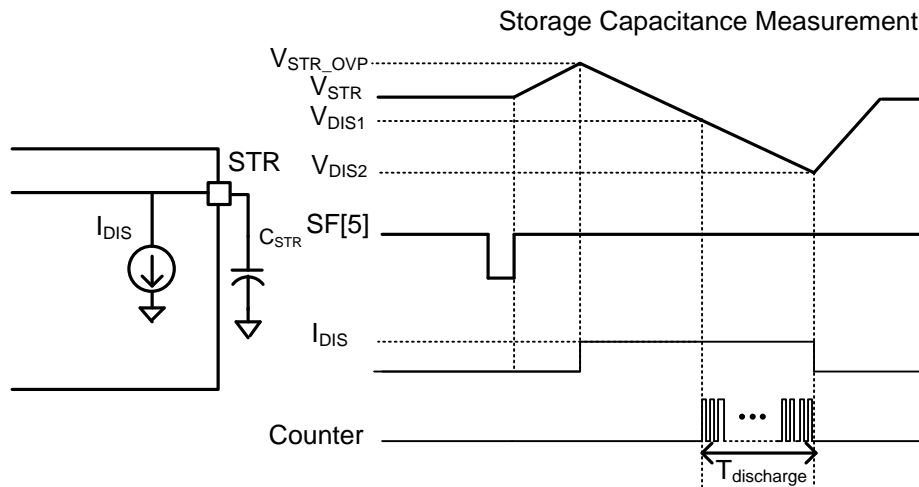 Storage Capacitance Measurement
V_STR_OVP
V_STR
V_DIS1
V_DIS2
STR
I_DIS
C_STR
SF[5]
I_DIS
Counter
T_discharge